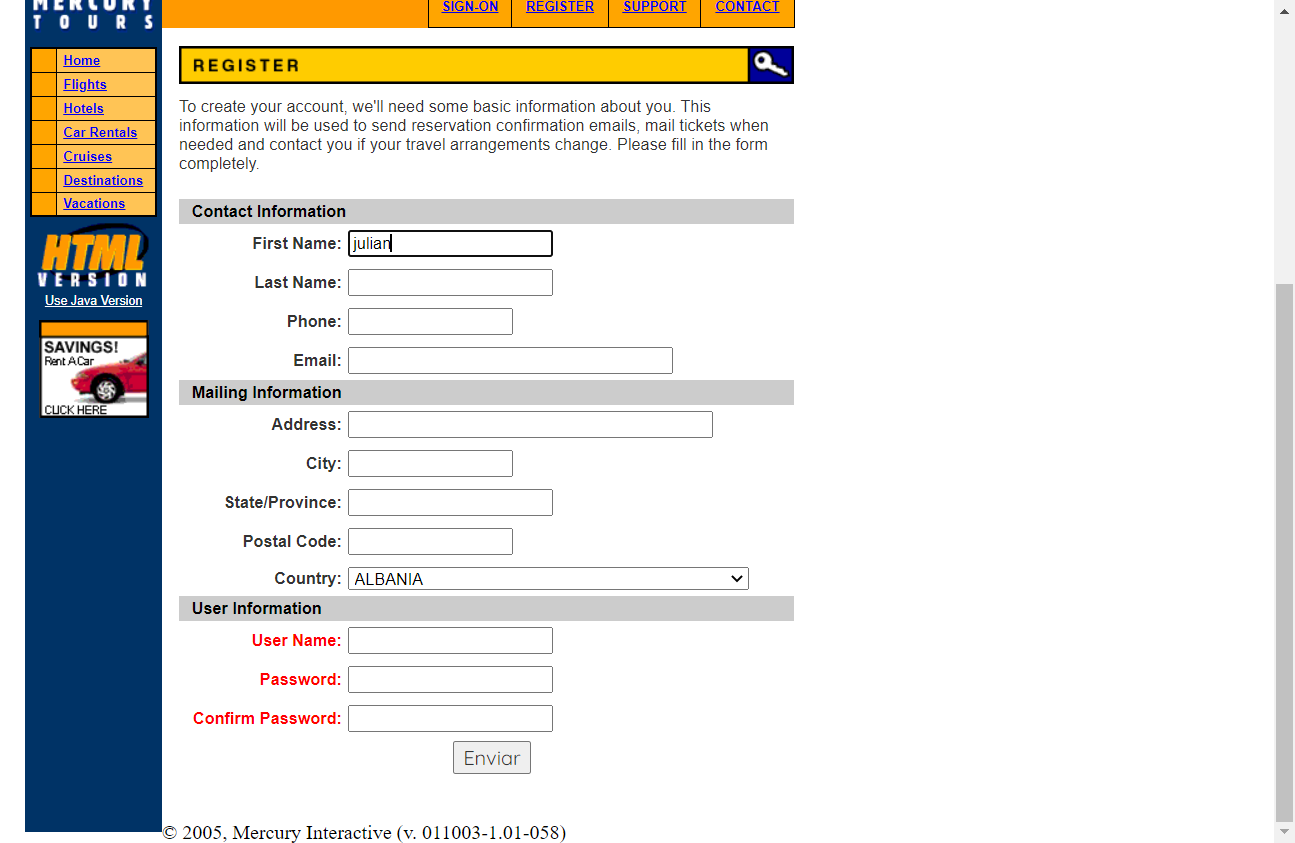 MERCURY
TOURS
SIGN-ON REGISTER SUPPORT CONTACT
Home
Flights
Hotels
Car Rentals
Cruises
Destinations
Vacations
HTML
VERSION
Use Java Version
SAVINGS!
Rent A Car
CLICK HERE
REGISTER
To create your account, we'll need some basic information about you. This
information will be used to send reservation confirmation emails, mail tickets when
needed and contact you if your travel arrangements change. Please fill in the form
completely.
Contact Information
First Name: julian
Last Name:
Phone:
Email:
Mailing Information
Address:
City:
State/Province:
Postal Code:
Country: ALBANIA
User Information
User Name:
Password:
Confirm Password:
Enviar
© 2005, Mercury Interactive (v. 011003-1.01-058)